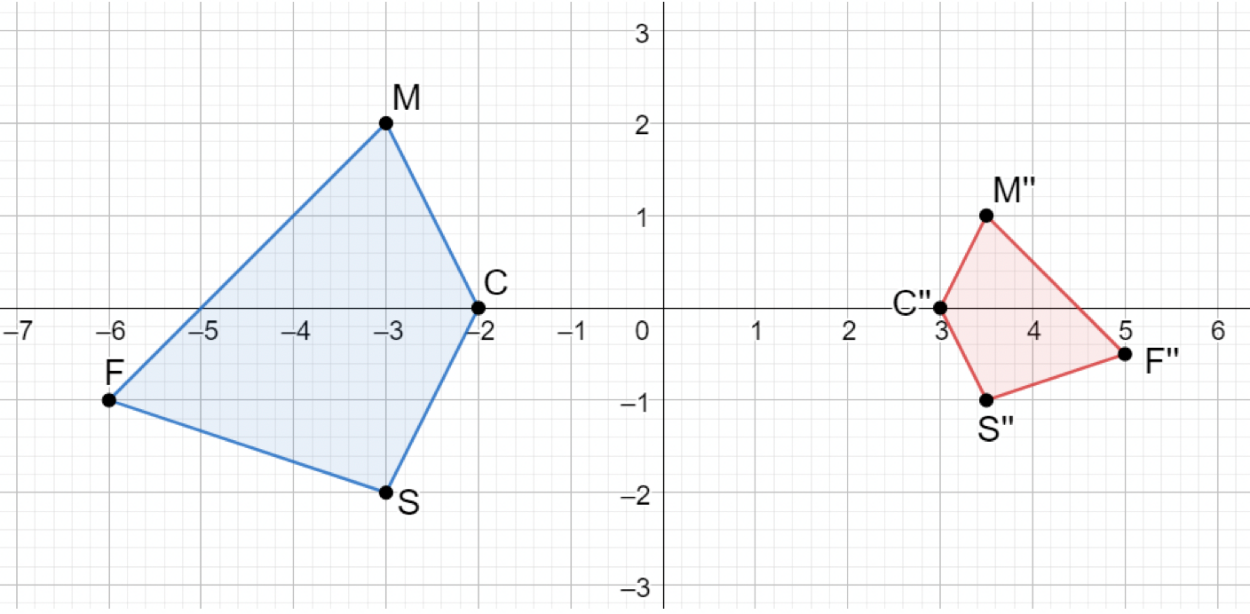 3
M
2
M"
1
C
C"
–7 –6 –5 –4 –3 –2 –1 0 1 2 3 4 5 6
F"
F
–1
S"
–2
S
–3